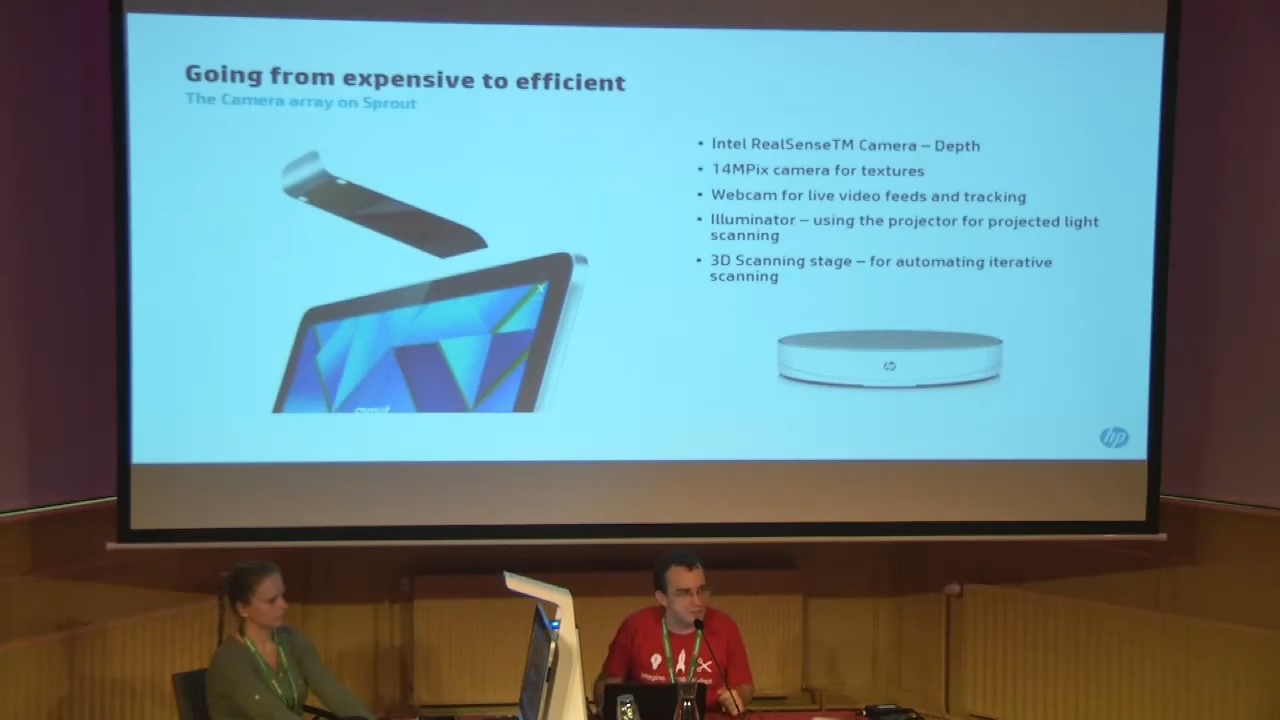 Going from expensive to efficient
The Camera array on Sprout
• Intel RealSenseTM Camera – Depth
• 14MPix camera for textures
• Webcam for live video feeds and tracking
• Illuminator – using the projector for projected light
scanning
• 3D Scanning stage – for automating iterative
scanning
hp
hp